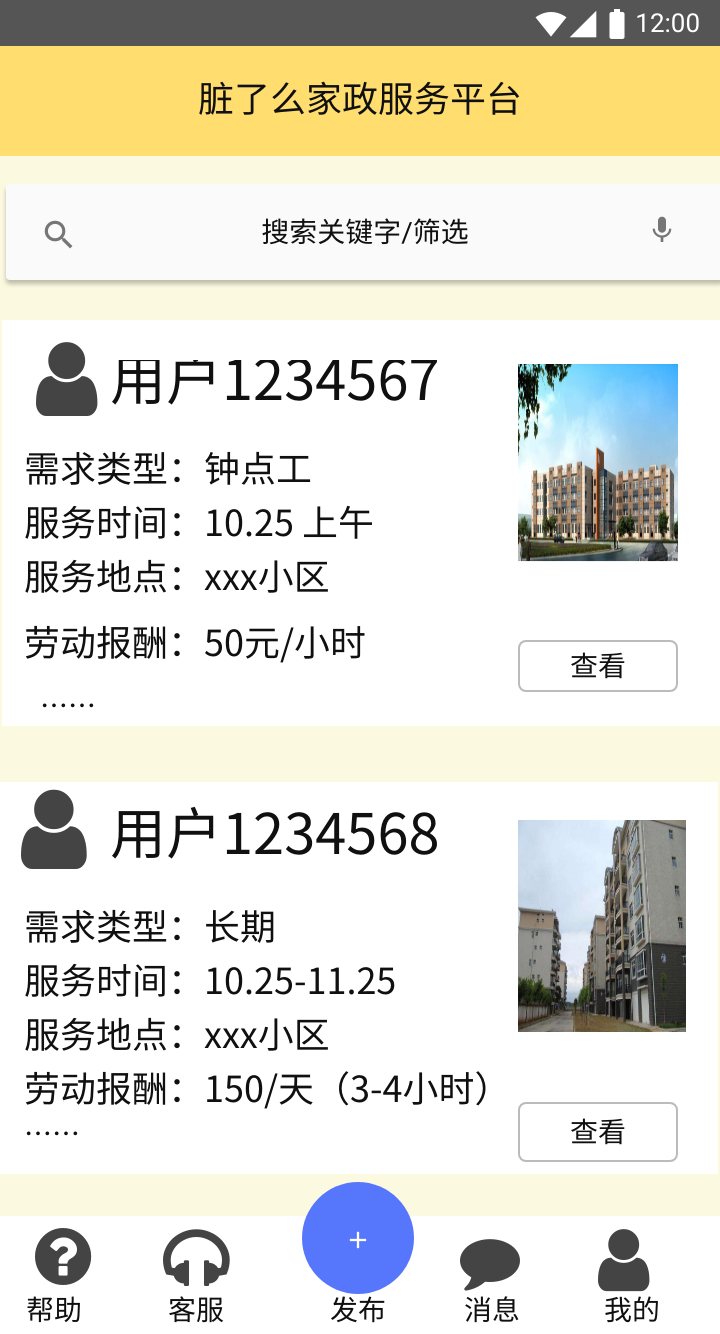 12:00
脏了么家政服务平台
搜索关键字/筛选
用户1234567
需求类型：钟点工
服务时间：10.25 上午
服务地点：xxx小区
劳动报酬：50元/小时
......
查看
用户1234568
需求类型：长期
服务时间：10.25-11.25
服务地点：xxx小区
劳动报酬：150/天（3-4小时）
......
查看
+
帮助 客服 发布 消息 我的